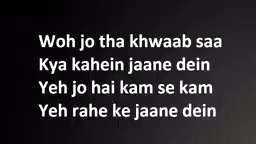 Woh jo tha khwaab saa
Kya kahein jaane dein
Yeh jo hai kam se kam
Yeh rahe ke jaane dein